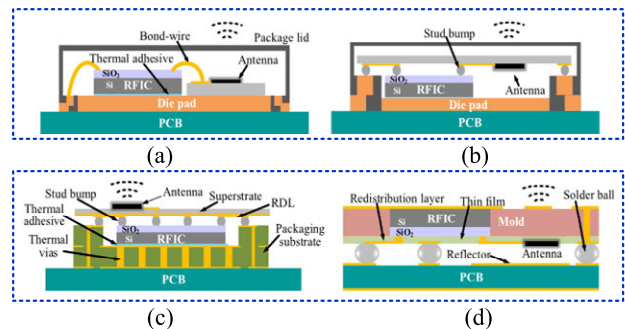 Bond-wire
Package lid
Thermal adhesive
Antenna
SiO2
Si RFIC
Die pad
PCB
(a)
Stud bump
SiO2
Si RFIC
Antenna
Die pad
PCB
(b)
Antenna
Stud bump
Superstrate
RDL
Thermal
adhesive
SiO2
Si RFIC
Packaging
substrate
Thermal
vias
PCB
(c)
Redistribution layer
Thin film
Solder ball
Si RFIC
Mold
SiO2
Reflector
Antenna
PCB
(d)